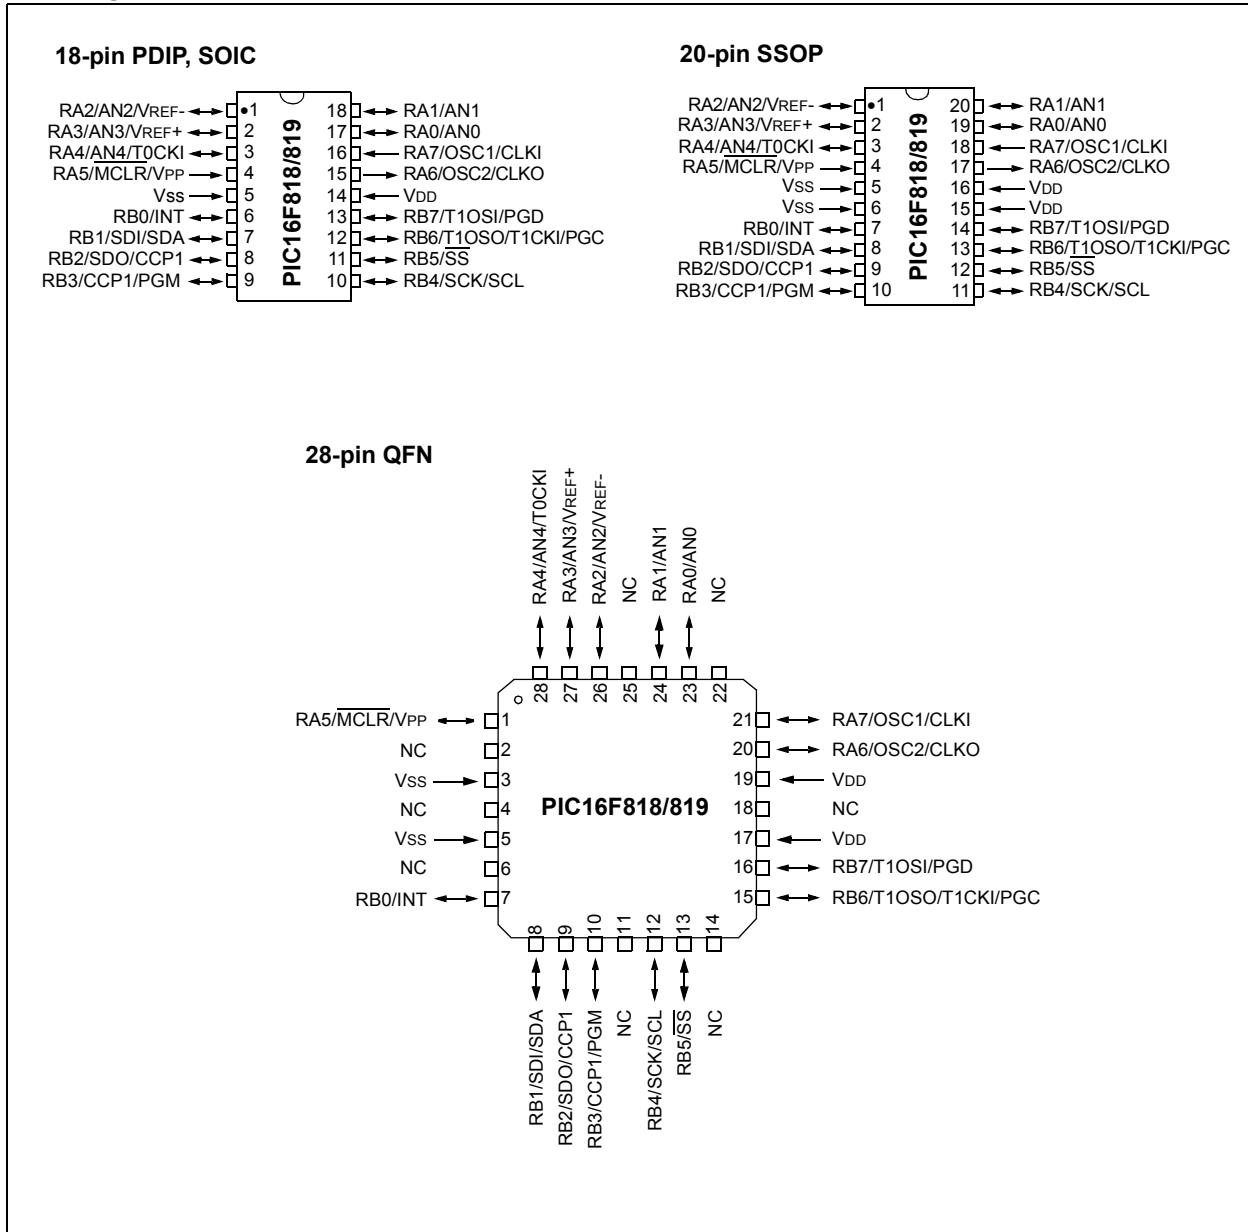 18-pin PDIP, SOIC
RA2/AN2/VREF- 1 18 RA1/AN1
RA3/AN3/VREF+ 2 17 RA0/AN0
RA4/AN4/T0CKI 3 16 RA7/OSC1/CLKI
RA5/MCLR/VPP 4 15 RA6/OSC2/CLKO
VSS 5 14 VDD
RB0/INT 6 13 RB7/T1OSI/PGD
RB1/SDI/SDA 7 12 RB6/T1OSO/T1CKI/PGC
RB2/SDO/CCP1 8 11 RB5/SS
RB3/CCP1/PGM 9 10 RB4/SCK/SCL
PIC16F818/819
20-pin SSOP
RA2/AN2/VREF- 1 20 RA1/AN1
RA3/AN3/VREF+ 2 19 RA0/AN0
RA4/AN4/T0CKI 3 18 RA7/OSC1/CLKI
RA5/MCLR/VPP 4 17 RA6/OSC2/CLKO
VSS 5 16 VDD
VSS 6 15 VDD
RB0/INT 7 14 RB7/T1OSI/PGD
RB1/SDI/SDA 8 13 RB6/T1OSO/T1CKI/PGC
RB2/SDO/CCP1 9 12 RB5/SS
RB3/CCP1/PGM 10 11 RB4/SCK/SCL
PIC16F818/819
28-pin QFN
RA4/AN4/T0CKI
RA3/AN3/VREF+
RA2/AN2/VREF-
NC
RA1/AN1
RA0/AN0
NC
28 27 26 25 24 23 22
RA5/MCLR/VPP 1 21 RA7/OSC1/CLKI
NC 2 20 RA6/OSC2/CLKO
VSS 3 19 VDD
NC 4 PIC16F818/819 18 NC
VSS 5 17 VDD
NC 6 16 RB7/T1OSI/PGD
RB0/INT 7 15 RB6/T1OSO/T1CKI/PGC
8 9 10 11 12 13 14
RB1/SDI/SDA
RB2/SDO/CCP1
RB3/CCP1/PGM
NC
RB4/SCK/SCL
RB5/SS
NC